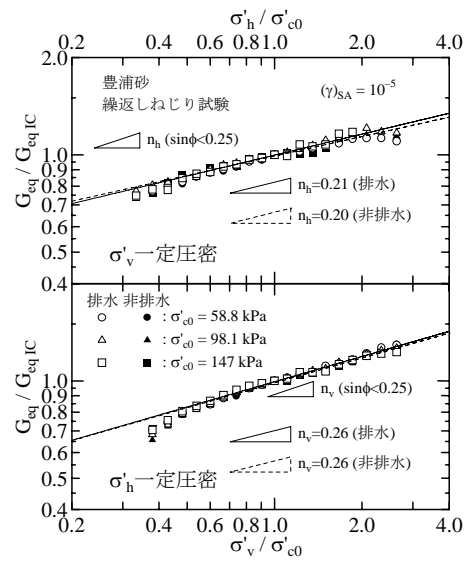 σ'h / σ'c0
0.2 0.4 0.6 0.8 1.0 2.0 4.0
2.0
豊浦砂
繰返しねじり試験
(γ)SA = 10^-5
nh (sinϕ<0.25)
1.0
0.9
0.8
0.7
0.6
0.5
0.4
Geq / Geq IC
nh=0.21 (排水)
nh=0.20 (非排水)
σ'v一定圧密
排水 非排水
: σ'c0 = 58.8 kPa
: σ'c0 = 98.1 kPa
: σ'c0 = 147 kPa
1.0
0.9
0.8
0.7
0.6
0.5
0.4
Geq / Geq IC
nv (sinϕ<0.25)
nv=0.26 (排水)
nv=0.26 (非排水)
σ'h一定圧密
0.2 0.4 0.6 0.8 1.0 2.0 4.0
σ'v / σ'c0